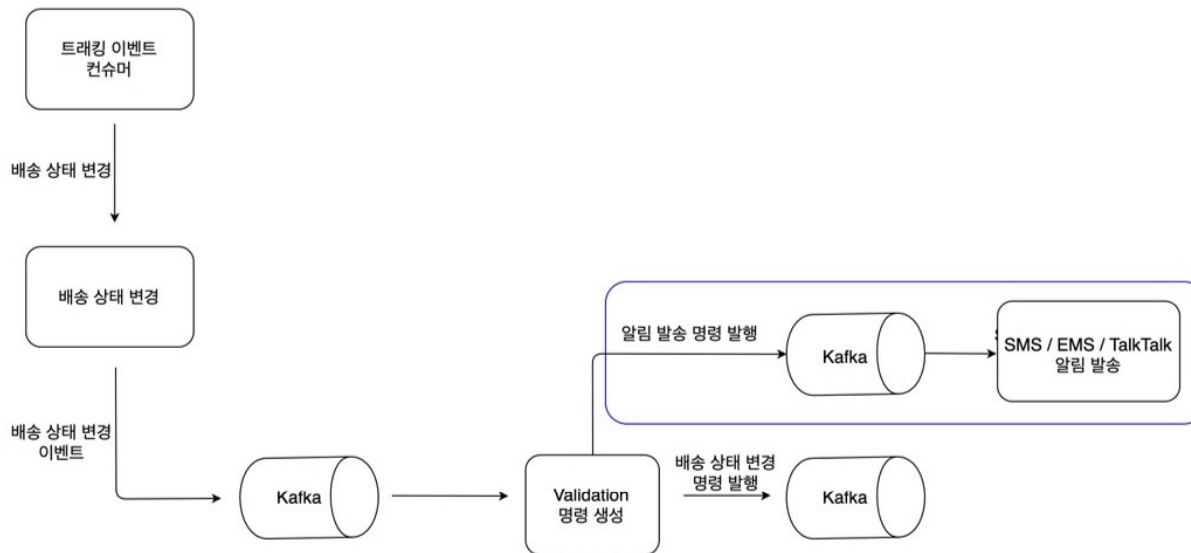 트래킹 이벤트
컨슈머
배송 상태 변경
배송 상태 변경
배송 상태 변경
이벤트
Kafka
Validation
명령 생성
알림 발송 명령 발행
Kafka
SMS / EMS / TalkTalk
알림 발송
배송 상태 변경
명령 발행
Kafka